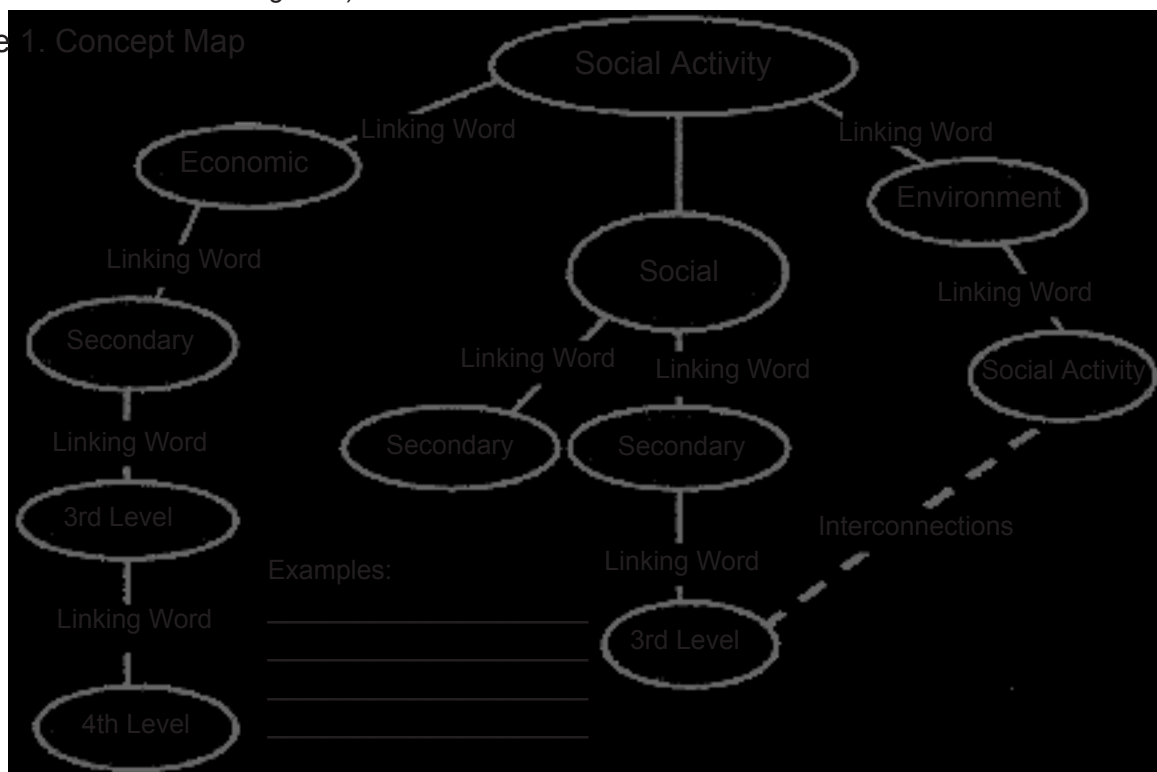 e 1. Concept Map
Social Activity
Linking Word
Linking Word
Economic
Environment
Linking Word
Social
Linking Word
Secondary
Linking Word
Linking Word
Social Activity
Linking Word
Secondary
Secondary
3rd Level
Interconnections
Examples:
Linking Word
Linking Word
3rd Level
4th Level